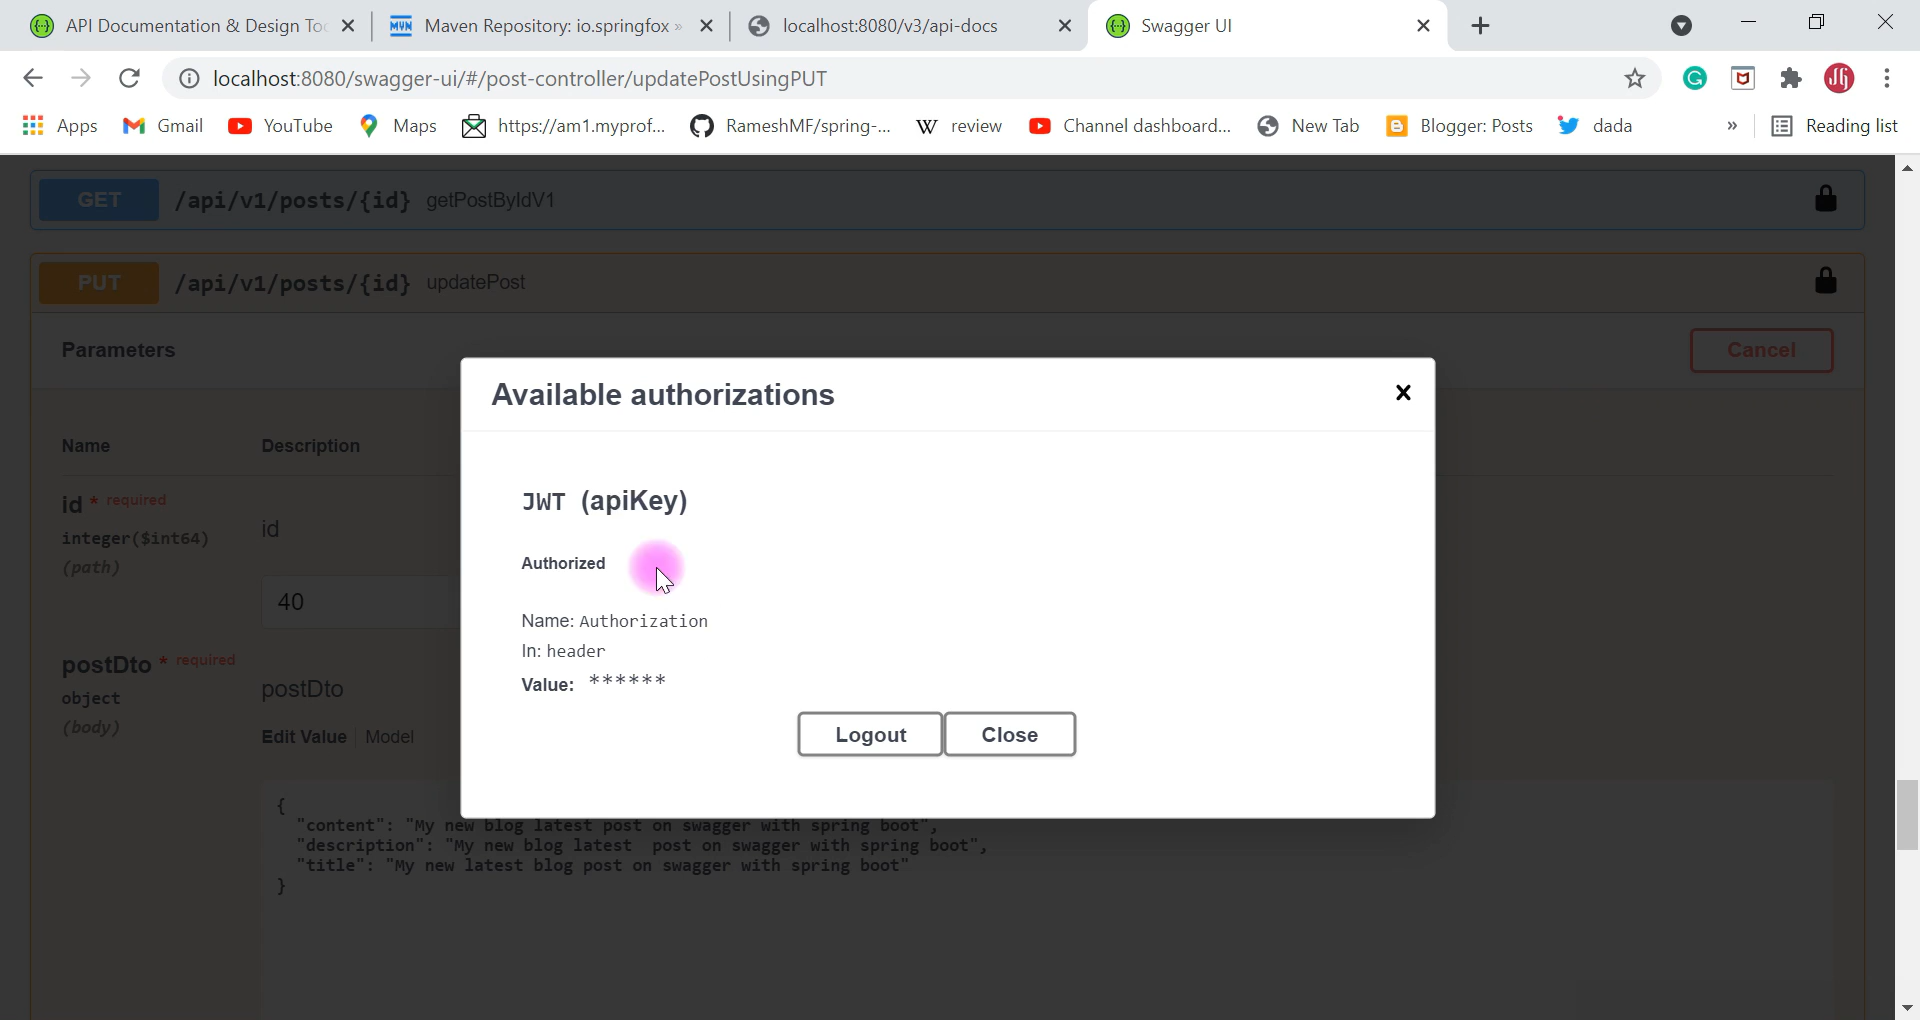 API Documentation & Design To
Maven Repository: io.springfox »
localhost:8080/v3/api-docs
Swagger UI
localhost:8080/swagger-ui/#/post-controller/updatePostUsingPUT
Apps
Gmail
YouTube
Maps
https://am1.myprof...
RameshMF/spring-...
W review
Channel dashboard...
New Tab
Blogger: Posts
dada
»
Reading list
GET /api/v1/posts/{id} getPostByIdV1
PUT /api/v1/posts/{id} updatePost
Parameters
Cancel
Available authorizations
Name Description
id * required
integer($int64)
(path)
id
40
JWT (apiKey)
Authorized
Name: Authorization
In: header
Value: ******
Logout
Close
postDto * required
object
(body)
postDto
Edit Value | Model
{
"content": "My new blog latest post on swagger with spring boot",
"description": "My new blog latest  post on swagger with spring boot",
"title": "My new latest blog post on swagger with spring boot"
}